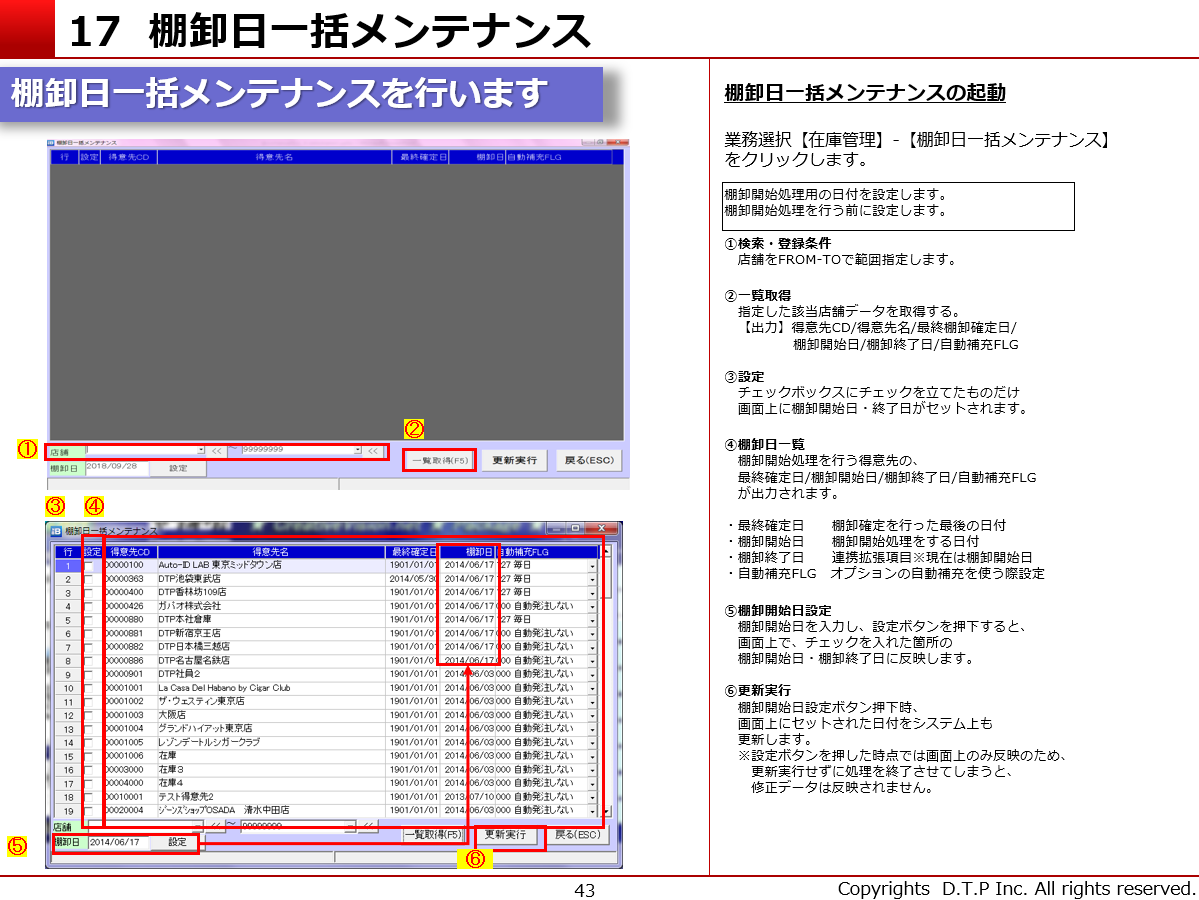 17 棚卸日一括メンテナンス
棚卸日一括メンテナンスを行います
棚卸日一括メンテナンス
行 設定 得意先CD 得意先名 最終確定日 棚卸日 自動補充FLG
①
②
店舗 << ～ 99999999 <<
棚卸日 2018/09/28 設定
一覧取得(F5) 更新実行 戻る(ESC)
③ ④
棚卸日一括メンテナンス
行 設定 得意先CD 得意先名 最終確定日 棚卸日 自動補充FLG
1 00000100 Auto-ID LAB 東京ミッドタウン店 1901/01/01 2014/06/17 127 毎日
2 00000363 DTP池袋東武店 2014/05/30 2014/06/17 127 毎日
3 00000400 DTP香林坊109店 1901/01/01 2014/06/17 127 毎日
4 00000426 ガバオ株式会社 1901/01/01 2014/06/17 000 自動発注しない
5 00000880 DTP本社倉庫 1901/01/01 2014/06/17 127 毎日
6 00000881 DTP新宿京王店 1901/01/01 2014/06/17 000 自動発注しない
7 00000882 DTP日本橋三越店 1901/01/01 2014/06/17 000 自動発注しない
8 00000886 DTP名古屋名鉄店 1901/01/01 2014/06/17 000 自動発注しない
9 00000901 DTP社員2 1901/01/01 2014/06/03 000 自動発注しない
10 00001001 La Casa Del Habano by Cigar Club 1901/01/01 2014/06/03 000 自動発注しない
11 00001002 ザ・ウェスティン東京店 1901/01/01 2014/06/03 000 自動発注しない
12 00001003 大阪店 1901/01/01 2014/06/03 000 自動発注しない
13 00001004 グランドハイアット東京店 1901/01/01 2014/06/03 000 自動発注しない
14 00001005 レゾンデートルシガークラブ 1901/01/01 2014/06/03 000 自動発注しない
15 00001006 在庫 1901/01/01 2014/06/03 000 自動発注しない
16 00003000 在庫３ 1901/01/01 2014/06/03 000 自動発注しない
17 00004000 在庫４ 1901/01/01 2014/06/03 000 自動発注しない
18 00010001 テスト得意先2 1901/01/01 2013/07/10 000 自動発注しない
19 00020004 ジーンズショップOSADA 清水中田店 1901/01/01 2014/06/03 000 自動発注しない
店舗 << ～ 99999999 <<
一覧取得(F5) 更新実行 戻る(ESC)
⑤ 棚卸日 2014/06/17 設定
⑥
棚卸日一括メンテナンスの起動
業務選択【在庫管理】-【棚卸日一括メンテナンス】
をクリックします。
棚卸開始処理用の日付を設定します。
棚卸開始処理を行う前に設定します。
①検索・登録条件
店舗をFROM-TOで範囲指定します。
②一覧取得
指定した該当店舗データを取得する。
【出力】得意先CD/得意先名/最終棚卸確定日/
棚卸開始日/棚卸終了日/自動補充FLG
③設定
チェックボックスにチェックを立てたものだけ
画面上に棚卸開始日・終了日がセットされます。
④棚卸日一覧
棚卸開始処理を行う得意先の、
最終確定日/棚卸開始日/棚卸終了日/自動補充FLG
が出力されます。
・最終確定日 棚卸確定を行った最後の日付
・棚卸開始日 棚卸開始処理をする日付
・棚卸終了日 連携拡張項目※現在は棚卸開始日
・自動補充FLG オプションの自動補充を使う際設定
⑤棚卸開始日設定
棚卸開始日を入力し、設定ボタンを押下すると、
画面上で、チェックを入れた箇所の
棚卸開始日・棚卸終了日に反映します。
⑥更新実行
棚卸開始日設定ボタン押下時、
画面上にセットされた日付をシステム上も
更新します。
※設定ボタンを押した時点では画面上のみ反映のため、
更新実行せずに処理を終了させてしまうと、
修正データは反映されません。
43
Copyrights D.T.P Inc. All rights reserved.